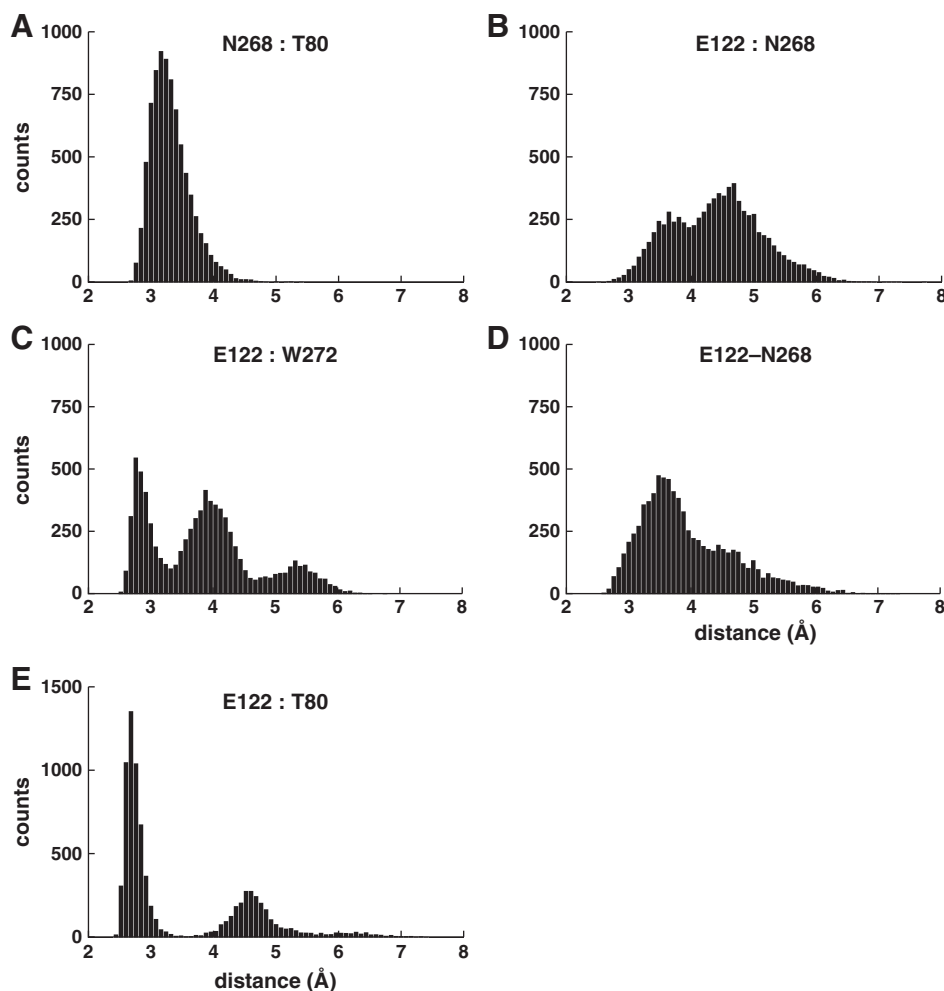 A
N268 : T80
1000
750
500
250
0
counts
2 3 4 5 6 7 8
B
E122 : N268
1000
750
500
250
0
2 3 4 5 6 7 8
C
E122 : W272
1000
750
500
250
0
counts
2 3 4 5 6 7 8
D
E122–N268
1000
750
500
250
0
2 3 4 5 6 7 8
distance (Å)
E
E122 : T80
1500
1000
500
0
counts
2 3 4 5 6 7 8
distance (Å)